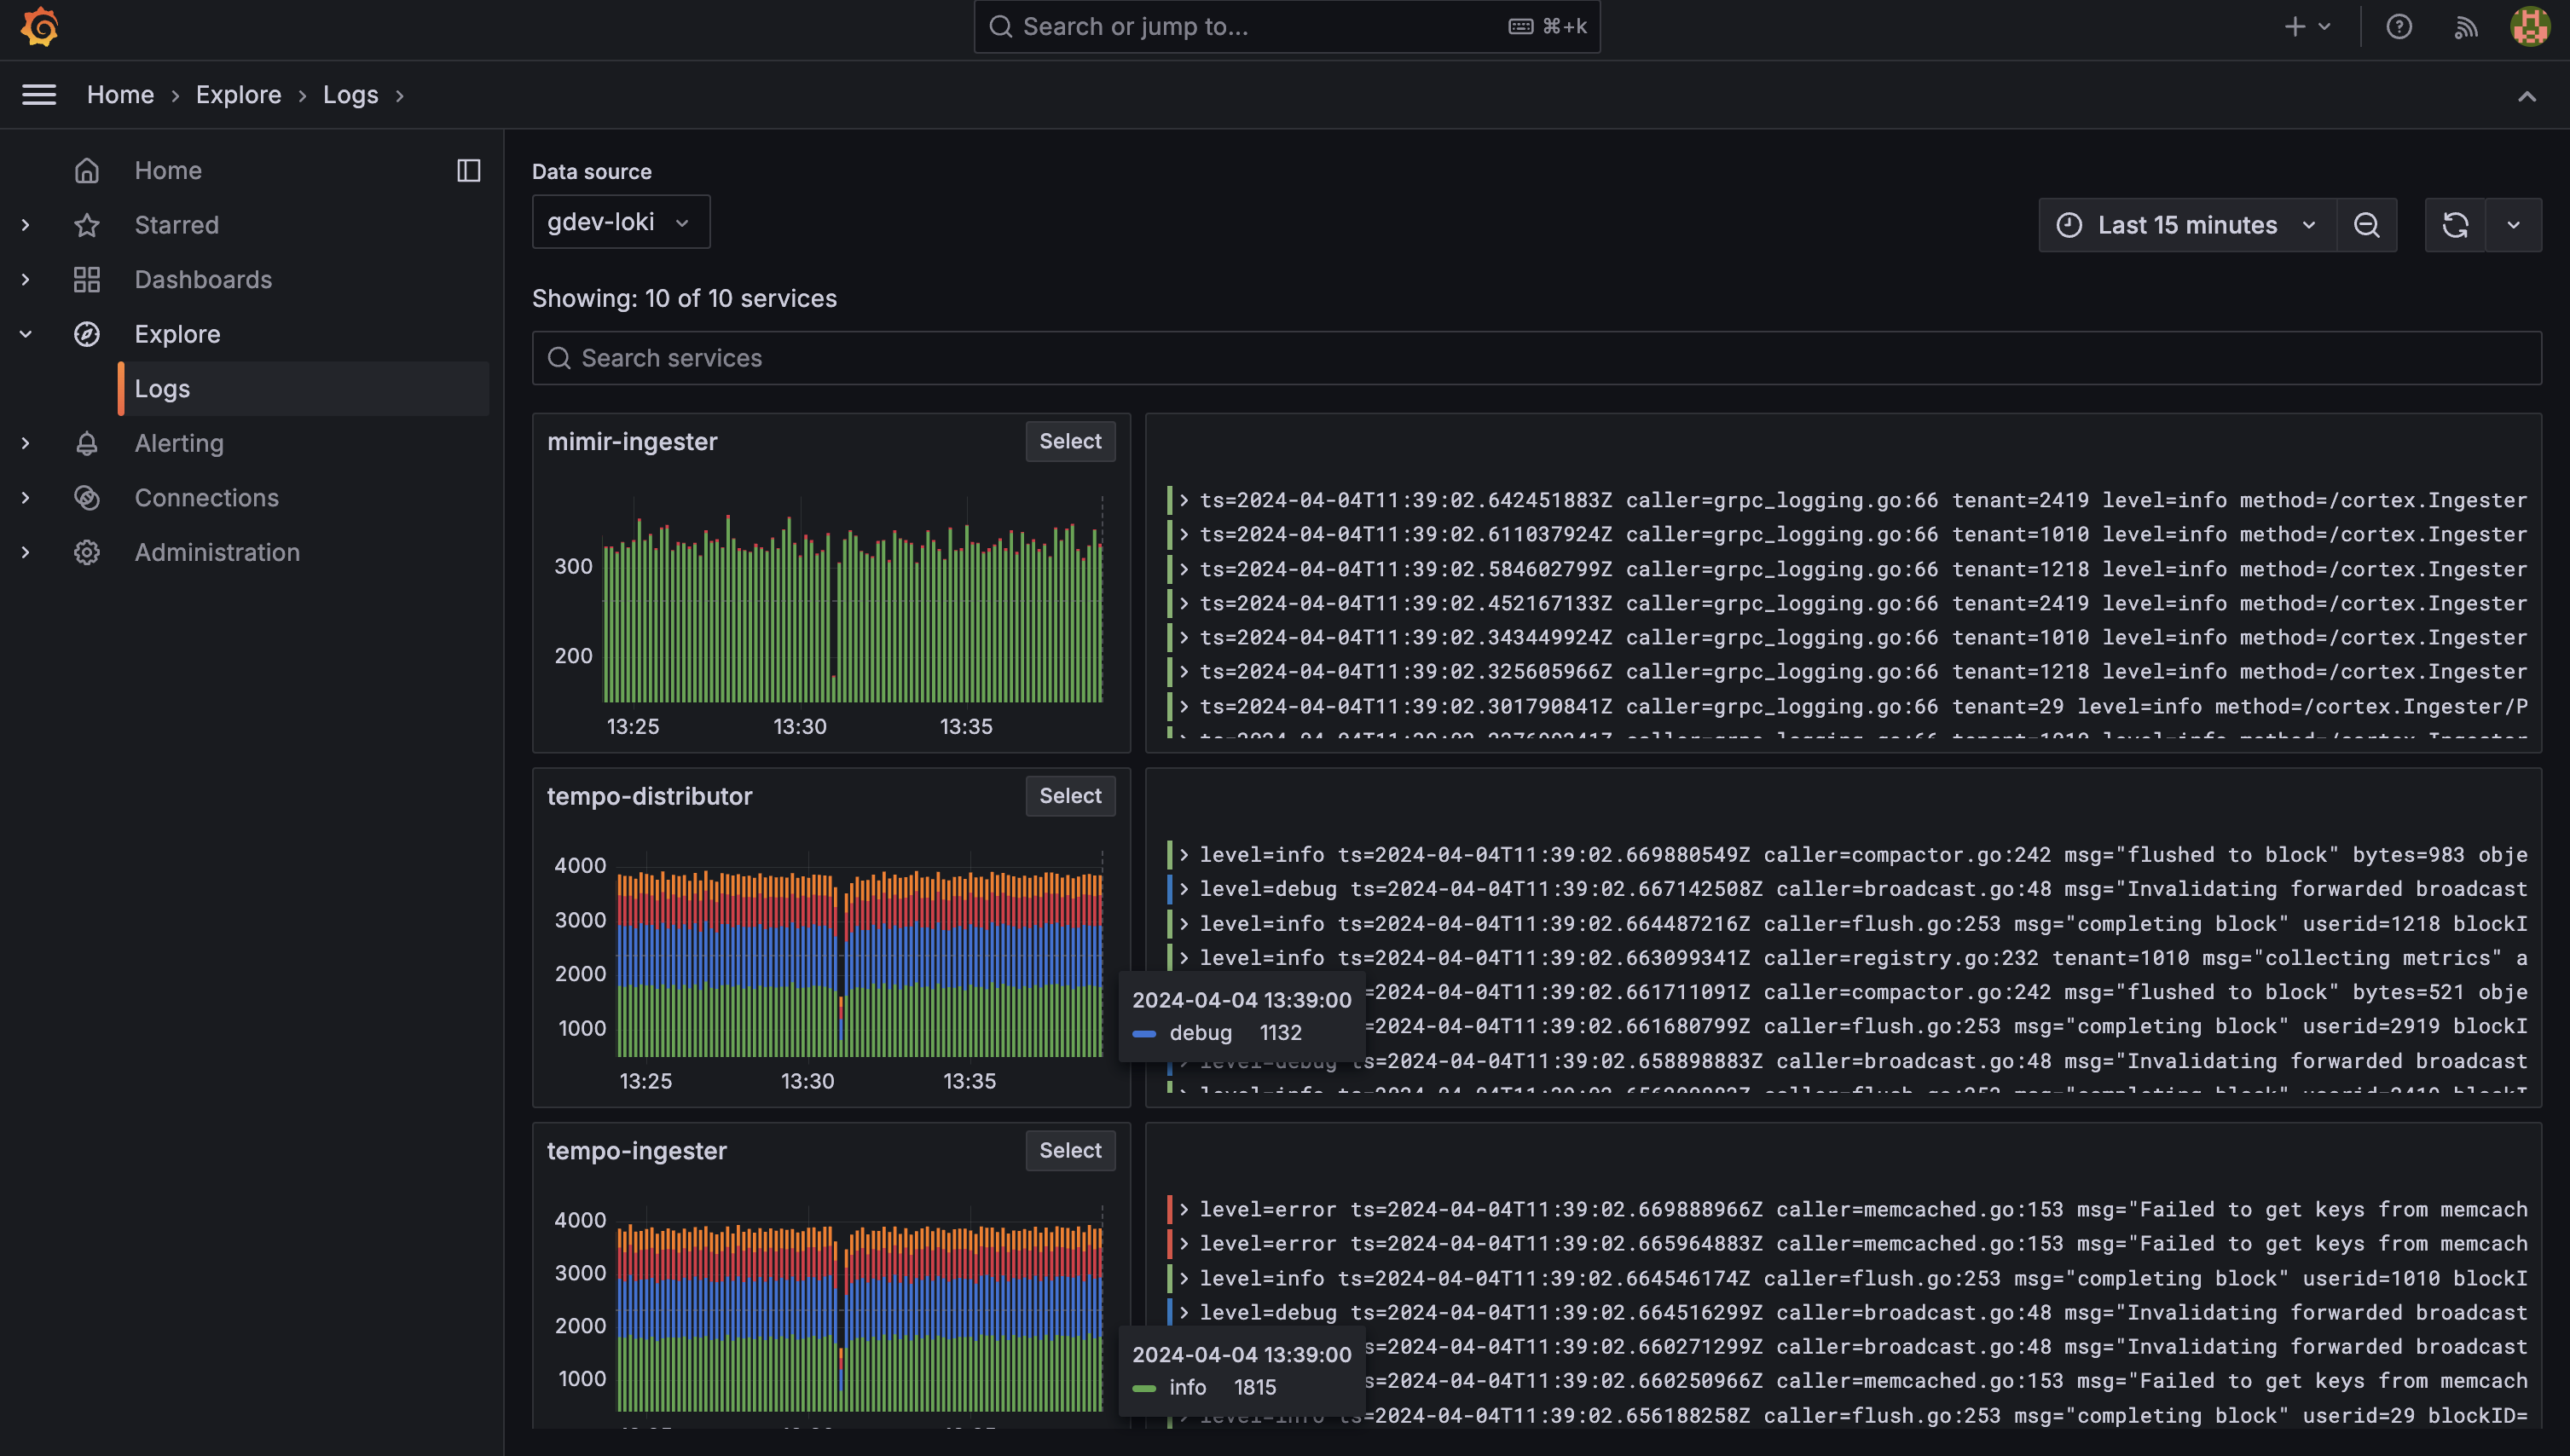 Search or jump to... ⌘+k
Home › Explore › Logs ›
Home
Starred
Dashboards
Explore
Logs
Alerting
Connections
Administration
Data source
gdev-loki
Last 15 minutes
Showing: 10 of 10 services
Search services
mimir-ingester
Select
300
200
13:25 13:30 13:35
ts=2024-04-04T11:39:02.642451883Z caller=grpc_logging.go:66 tenant=2419 level=info method=/cortex.Ingester
ts=2024-04-04T11:39:02.611037924Z caller=grpc_logging.go:66 tenant=1010 level=info method=/cortex.Ingester
ts=2024-04-04T11:39:02.584602799Z caller=grpc_logging.go:66 tenant=1218 level=info method=/cortex.Ingester
ts=2024-04-04T11:39:02.452167133Z caller=grpc_logging.go:66 tenant=2419 level=info method=/cortex.Ingester
ts=2024-04-04T11:39:02.343449924Z caller=grpc_logging.go:66 tenant=1010 level=info method=/cortex.Ingester
ts=2024-04-04T11:39:02.325605966Z caller=grpc_logging.go:66 tenant=1218 level=info method=/cortex.Ingester
ts=2024-04-04T11:39:02.301790841Z caller=grpc_logging.go:66 tenant=29 level=info method=/cortex.Ingester/P
tempo-distributor
Select
4000
3000
2000
1000
13:25 13:30 13:35
level=info ts=2024-04-04T11:39:02.669880549Z caller=compactor.go:242 msg="flushed to block" bytes=983 obje
level=debug ts=2024-04-04T11:39:02.667142508Z caller=broadcast.go:48 msg="Invalidating forwarded broadcast
level=info ts=2024-04-04T11:39:02.664487216Z caller=flush.go:253 msg="completing block" userid=1218 blockI
level=info ts=2024-04-04T11:39:02.663099341Z caller=registry.go:232 tenant=1010 msg="collecting metrics" a
=2024-04-04T11:39:02.661711091Z caller=compactor.go:242 msg="flushed to block" bytes=521 obje
=2024-04-04T11:39:02.661680799Z caller=flush.go:253 msg="completing block" userid=2919 blockI
level=debug ts=2024-04-04T11:39:02.658898883Z caller=broadcast.go:48 msg="Invalidating forwarded broadcast
2024-04-04 13:39:00
debug 1132
tempo-ingester
Select
4000
3000
2000
1000
level=error ts=2024-04-04T11:39:02.669888966Z caller=memcached.go:153 msg="Failed to get keys from memcach
level=error ts=2024-04-04T11:39:02.665964883Z caller=memcached.go:153 msg="Failed to get keys from memcach
level=info ts=2024-04-04T11:39:02.664546174Z caller=flush.go:253 msg="completing block" userid=1010 blockI
level=debug ts=2024-04-04T11:39:02.664516299Z caller=broadcast.go:48 msg="Invalidating forwarded broadcast
s=2024-04-04T11:39:02.660271299Z caller=broadcast.go:48 msg="Invalidating forwarded broadcast
s=2024-04-04T11:39:02.660250966Z caller=memcached.go:153 msg="Failed to get keys from memcach
level=info ts=2024-04-04T11:39:02.656188258Z caller=flush.go:253 msg="completing block" userid=29 blockID=
2024-04-04 13:39:00
info 1815